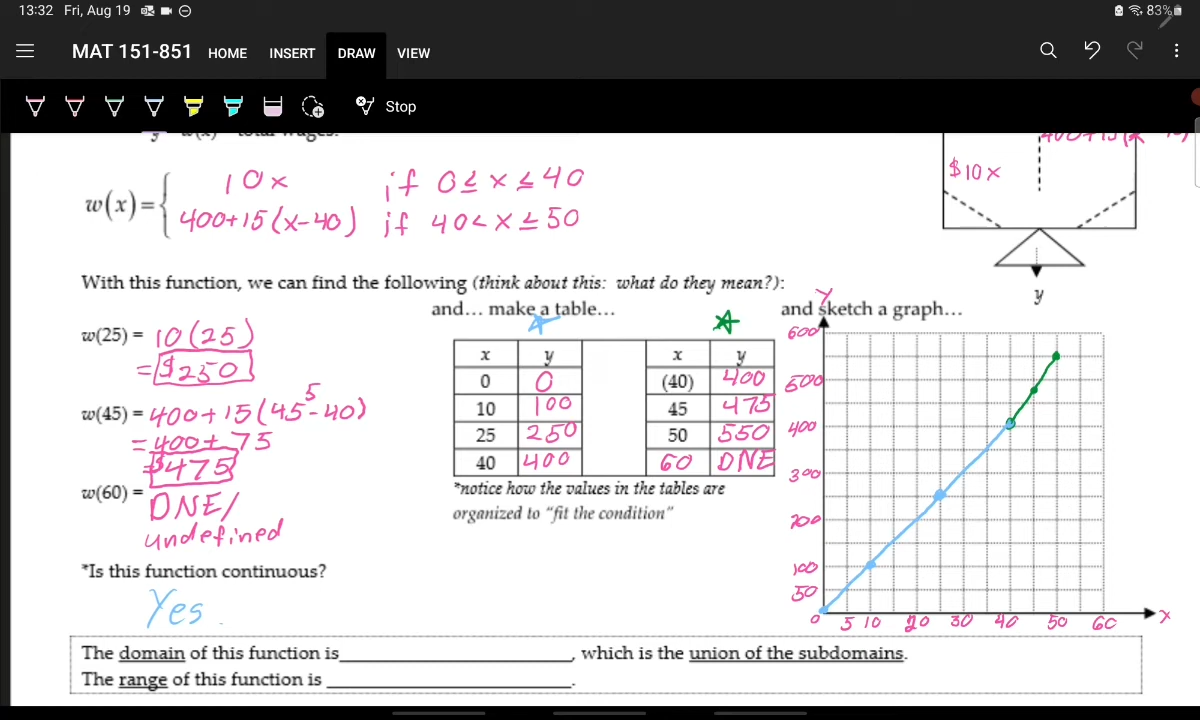 13:32 Fri, Aug 19 83%
MAT 151-851 HOME INSERT DRAW VIEW
Stop
y w(x) total wages.
w(x)= { 10x if 0≤x≤40
400+15(x-40) if 40<x≤50
$10x
y
With this function, we can find the following (think about this: what do they mean?):
and… make a table…
and sketch a graph…
w(25) = 10(25)
= $250
w(45) = 400+15(45-40) 5
= 400+75
= $475
w(60) = DNE/
undefined
x y x y
0 0 (40) 400
10 100 45 475
25 250 50 550
40 400 60 DNE
*notice how the values in the tables are
organized to “fit the condition”
y
600
500
400
300
200
100
50
0 5 10 20 30 40 50 60 x
*Is this function continuous?
Yes.
The domain of this function is_______________________, which is the union of the subdomains.
The range of this function is ________________________.